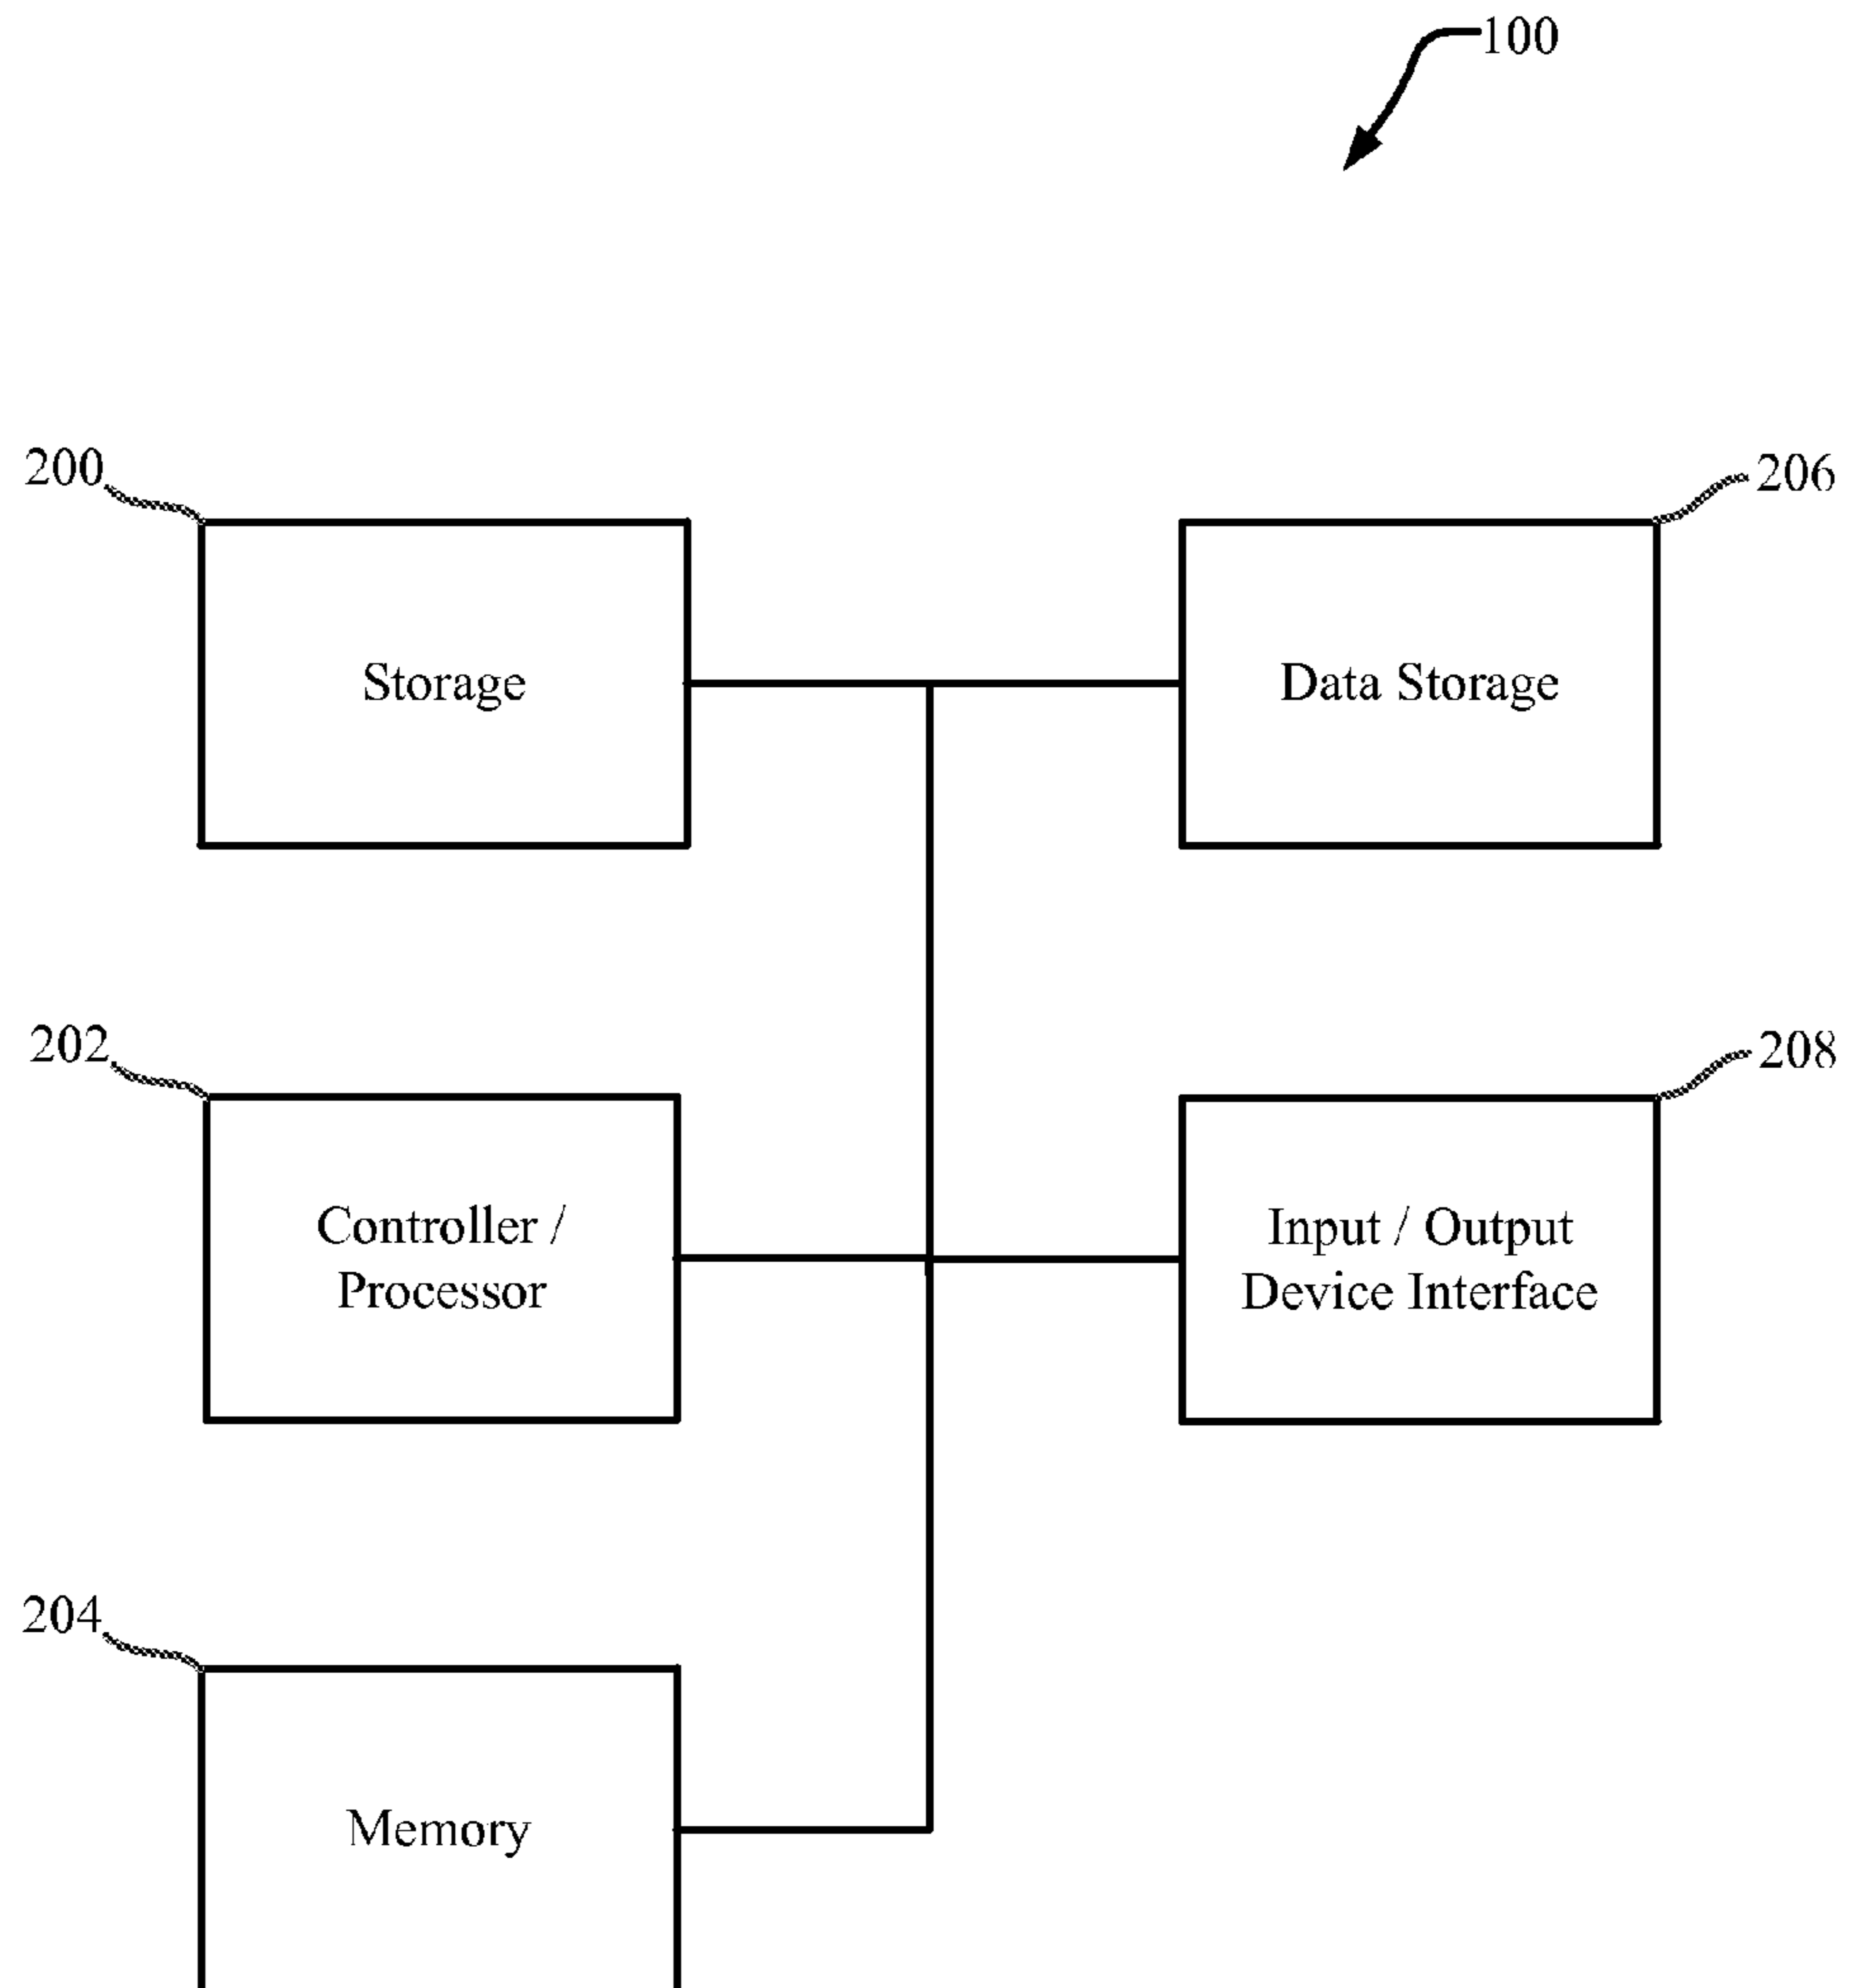 100
200
206
Storage
Data Storage
202
208
Controller /
Processor
Input / Output
Device Interface
204
Memory